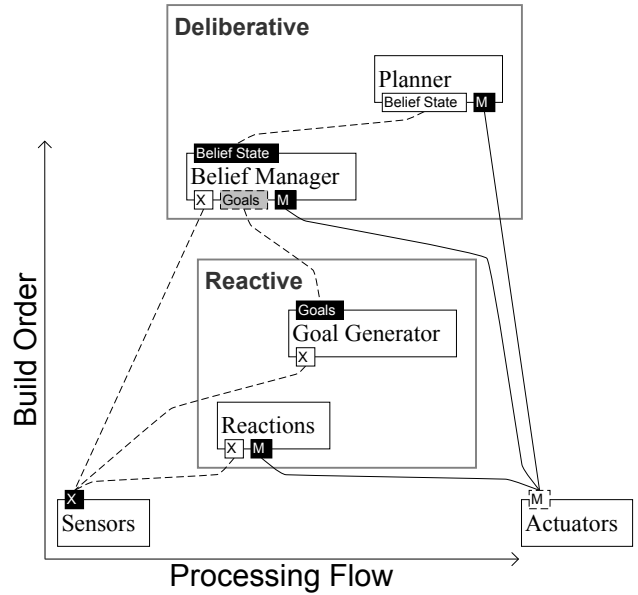 Deliberative
Planner
Belief State M
Belief State
Belief Manager
X Goals M
Reactive
Goals
Goal Generator
X
Reactions
X M
X
Sensors
M
Actuators
Build Order
Processing Flow